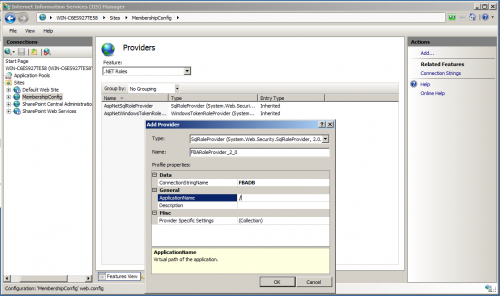 Internet Information Services (IIS) Manager
WIN-C6ES927TE58 ▸ Sites ▸ MembershipConfig ▸
File View Help
Connections
Start Page
WIN-C6ES927TE58 (WIN-C6ES927TE58
Application Pools
Sites
Default Web Site
MembershipConfig
SharePoint Central Administratio
SharePoint Web Services
Providers
Feature:
.NET Roles
Group by: No Grouping
Name Type Entry Type
AspNetSqlRoleProvider SqlRoleProvider (System.Web.Securi... Inherited
AspNetWindowsTokenRole... WindowsTokenRoleProvider (System... Inherited
Add Provider
Type:
SqlRoleProvider (System.Web.Security.SqlRoleProvider, 2.0.
Name:
FBARoleProvider_2_0
Profile properties:
Data
ConnectionStringName FBADB
General
ApplicationName /
Description
Misc
Provider Specific Settings (Collection)
ApplicationName
Virtual path of the application.
OK Cancel
Features View
Configuration: 'MembershipConfig' web.config
Actions
Add...
Related Features
Connection Strings
Help
Online Help